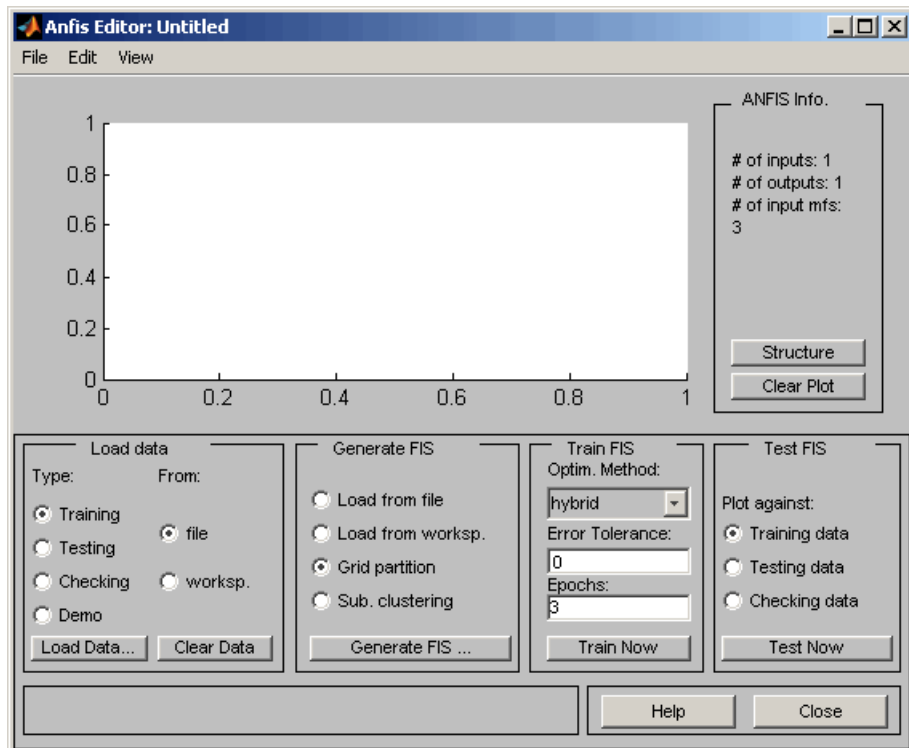 Anfis Editor: Untitled
File Edit View
1
0.8
0.6
0.4
0.2
0
0 0.2 0.4 0.6 0.8 1
ANFIS Info.
# of inputs: 1
# of outputs: 1
# of input mfs:
3
Structure
Clear Plot
Load data
Type: From:
Training
Testing
Checking
Demo
file
worksp.
Load Data... Clear Data
Generate FIS
Load from file
Load from worksp.
Grid partition
Sub. clustering
Generate FIS ...
Train FIS
Optim. Method:
hybrid
Error Tolerance:
0
Epochs:
3
Train Now
Test FIS
Plot against:
Training data
Testing data
Checking data
Test Now
Help Close